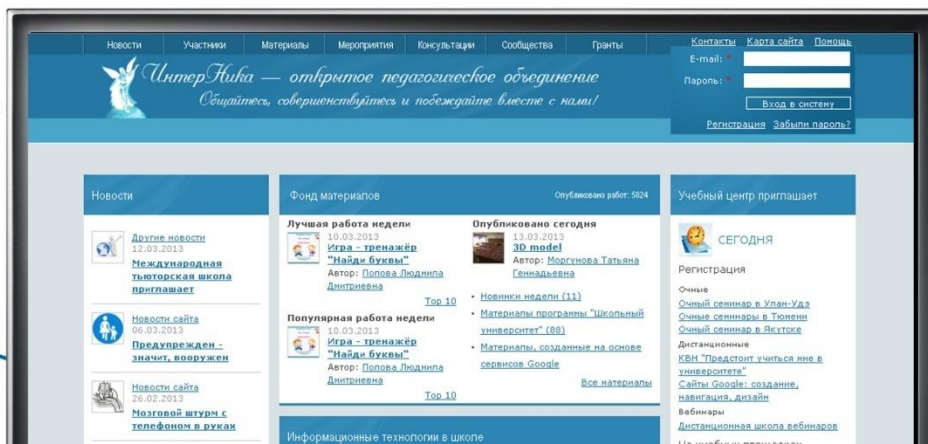 Новости Участники Материалы Мероприятия Консультации Сообщества Гранты
Контакты Карта сайта Помощь
ИнтерНика — открытое педагогическое объединение
Общайтесь, совершенствуйтесь и побеждайте вместе с нами!
E-mail: *
Пароль: *
Вход в систему
Регистрация Забыли пароль?
Новости
Другие новости
12.03.2013
Международная
тьюторская школа
приглашает
Новости сайта
06.03.2013
Предупрежден -
значит, вооружен
Новости сайта
26.02.2013
Мозговой штурм с
телефоном в руках
Фонд материалов
Опубликовано работ: 5824
Лучшая работа недели
10.03.2013
Игра - тренажёр
"Найди буквы"
Автор: Попова Людмила
Дмитриевна
Top 10
Популярная работа недели
10.03.2013
Игра - тренажёр
"Найди буквы"
Автор: Попова Людмила
Дмитриевна
Top 10
Опубликовано сегодня
13.03.2013
3D model
Автор: Моргунова Татьяна
Геннадьевна
• Новинки недели (11)
• Материалы программы "Школьный
университет" (88)
• Материалы, созданные на основе
сервисов Google
Все материалы
Информационные технологии в школе
Учебный центр приглашает
СЕГОДНЯ
Регистрация
Очные
Очный семинар в Улан-Удэ
Очные семинары в Тюмени
Очный семинар в Якутске
Дистанционные
КВН "Предстоит учиться мне в
университете"
Сайты Google: создание,
навигация, дизайн
Вебинары
Дистанционная школа вебинаров